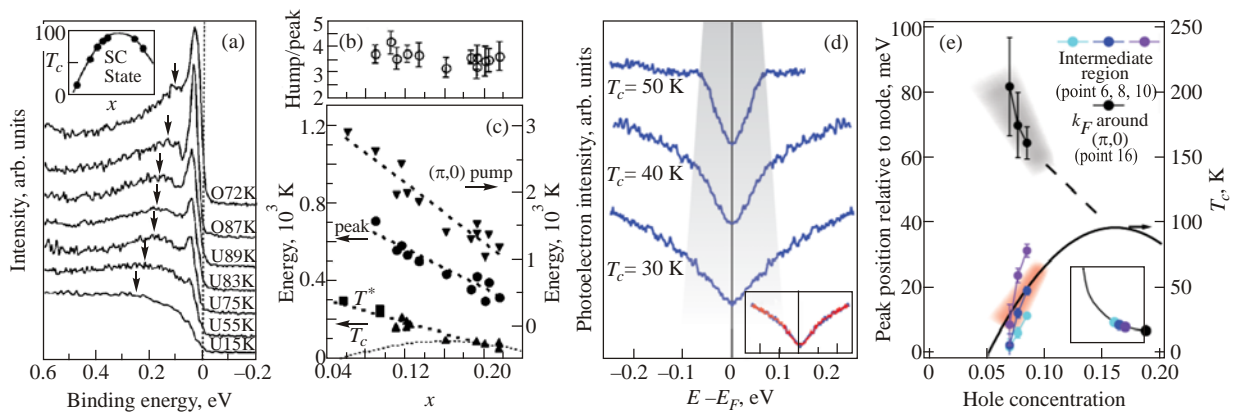 (a)
Intensity, arb. units
100
T_c
0
SC
State
x
O72K
O87K
U89K
U83K
U75K
U55K
U15K
0.6 0.4 0.2 0 –0.2
Binding energy, eV
(b)
Hump/peak
5
4
3
2
(c)
Energy, 10^3 K
1.2
0.8
0.4
0
(π,0) pump
peak
T*
T_c
3
2
1
0
Energy, 10^3 K
0.04 0.12 0.20
x
(d)
Photoelectron intensity, arb. units
T_c = 50 K
T_c = 40 K
T_c = 30 K
–0.2 –0.1 0 0.1 0.2
E –E_F, eV
(e)
Peak position relative to node, meV
100
80
60
40
20
0
Intermediate
region
(point 6, 8, 10)
k_F around
(π,0)
(point 16)
250
200
150
100
50
0
T_c, K
0 0.05 0.10 0.15 0.20
Hole concentration